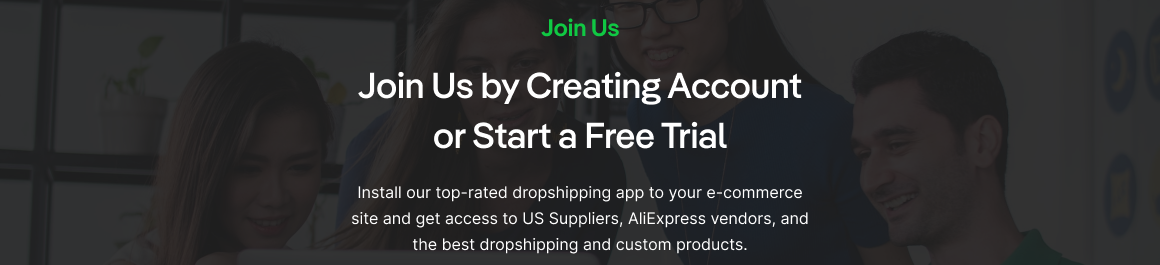 Join Us
Join Us by Creating Account
or Start a Free Trial
Install our top-rated dropshipping app to your e-commerce
site and get access to US Suppliers, AliExpress vendors, and
the best dropshipping and custom products.